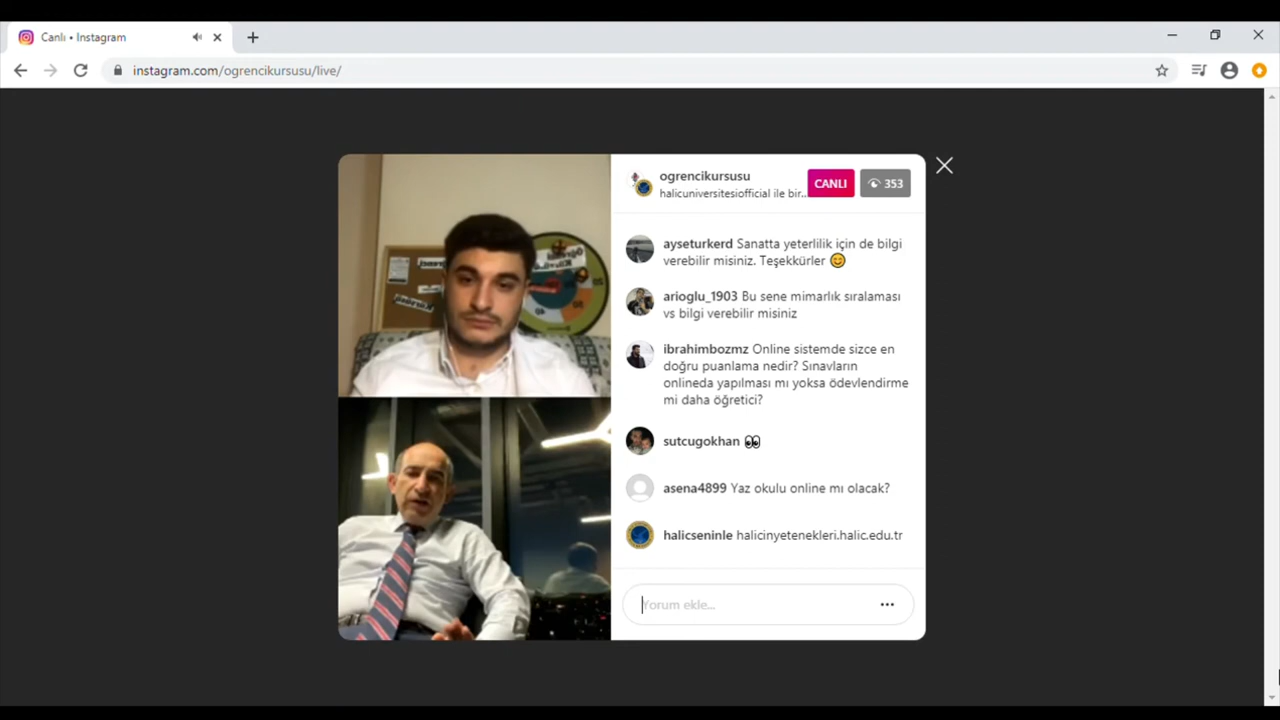 Canlı • Instagram
instagram.com/ogrencikursusu/live/
ogrencikursusu
halicuniversitesiofficial ile bir...
CANLI
353
ayseturkerd Sanatta yeterlilik için de bilgi
verebilir misiniz. Teşekkürler 😊
arioglu_1903 Bu sene mimarlık sıralaması
vs bilgi verebilir misiniz
ibrahimbozmz Online sistemde sizce en
doğru puanlama nedir? Sınavların
onlineda yapılması mı yoksa ödevlendirme
mi daha öğretici?
sutcugokhan 👀
asena4899 Yaz okulu online mı olacak?
halicseninle halicinyetenekleri.halic.edu.tr
Yorum ekle...